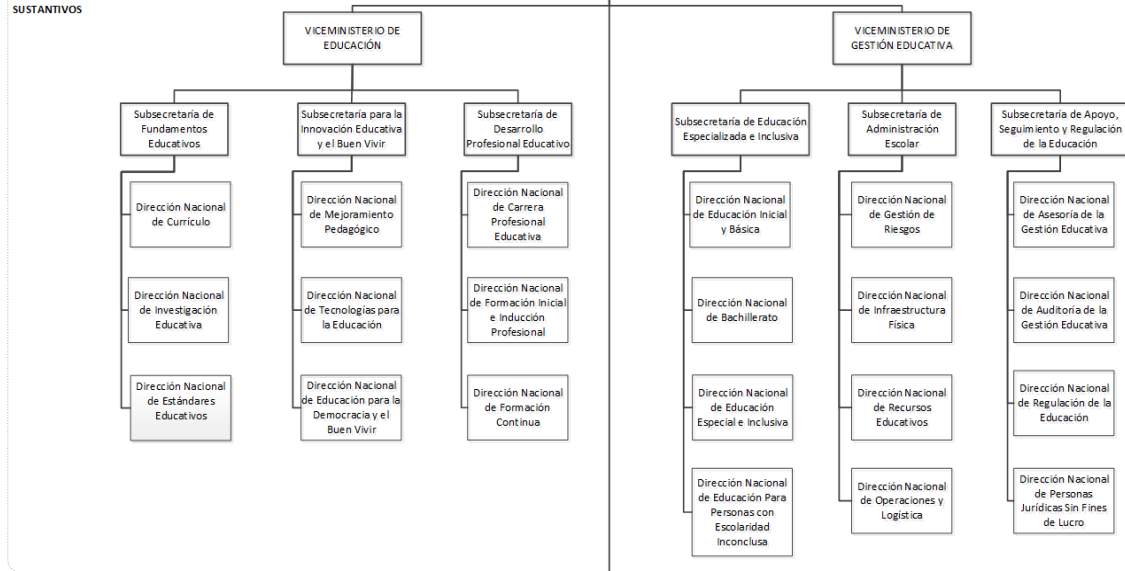 SUSTANTIVOS
VICEMINISTERIO DE
EDUCACIÓN
VICEMINISTERIO DE
GESTIÓN EDUCATIVA
Subsecretaría de
Fundamentos
Educativos
Subsecretaría para la
Innovación Educativa
y el Buen Vivir
Subsecretaría de
Desarrollo
Profesional Educativo
Subsecretaría de Educación
Especializada e Inclusiva
Subsecretaría de
Administración
Escolar
Subsecretaría de Apoyo,
Seguimiento y Regulación
de la Educación
Dirección Nacional
de Currículo
Dirección Nacional
de Mejoramiento
Pedagógico
Dirección Nacional
de Carrera
Profesional
Educativa
Dirección Nacional
de Educación Inicial
y Básica
Dirección Nacional
de Gestión de
Riesgos
Dirección Nacional
de Asesoría de la
Gestión Educativa
Dirección Nacional
de Investigación
Educativa
Dirección Nacional
de Tecnologías para
la Educación
Dirección Nacional
de Formación Inicial
e Inducción
Profesional
Dirección Nacional
de Bachillerato
Dirección Nacional
de Infraestructura
Física
Dirección Nacional
de Auditoría de la
Gestión Educativa
Dirección Nacional
de Estándares
Educativos
Dirección Nacional
de Educación para la
Democracia y el
Buen Vivir
Dirección Nacional
de Formación
Continua
Dirección Nacional
de Educación
Especial e Inclusiva
Dirección Nacional
de Recursos
Educativos
Dirección Nacional
de Regulación de la
Educación
Dirección Nacional
de Educación Para
Personas con
Escolaridad
Inconclusa
Dirección Nacional
de Operaciones y
Logística
Dirección Nacional
de Personas
Jurídicas Sin Fines
de Lucro